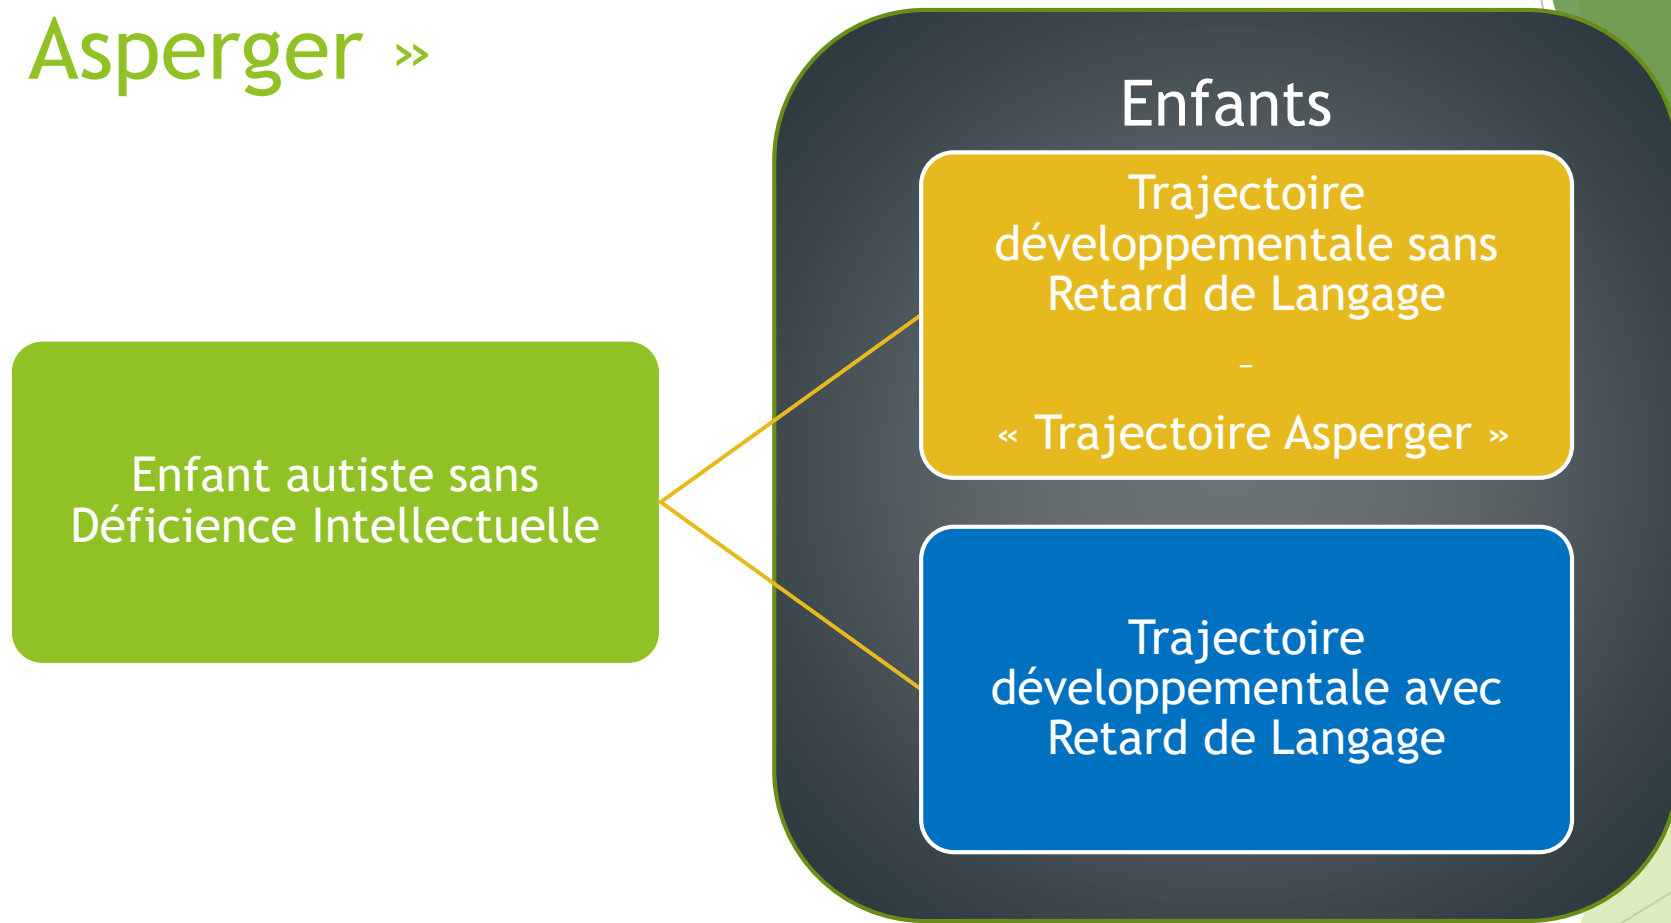 Asperger »
Enfants
Trajectoire
développementale sans
Retard de Langage
–
« Trajectoire Asperger »
Enfant autiste sans
Déficience Intellectuelle
Trajectoire
développementale avec
Retard de Langage